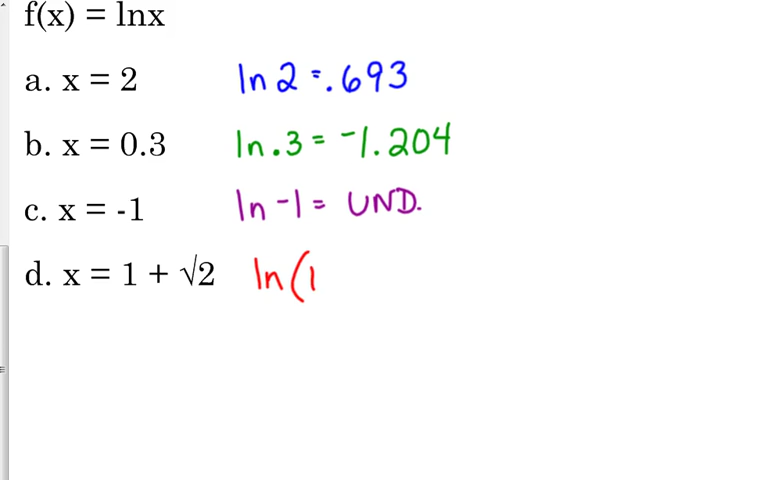 f(x) = lnx
a. x = 2 ln 2 = .693
b. x = 0.3 ln .3 = -1.204
c. x = -1 ln -1 = UND.
d. x = 1 + √2 ln (1